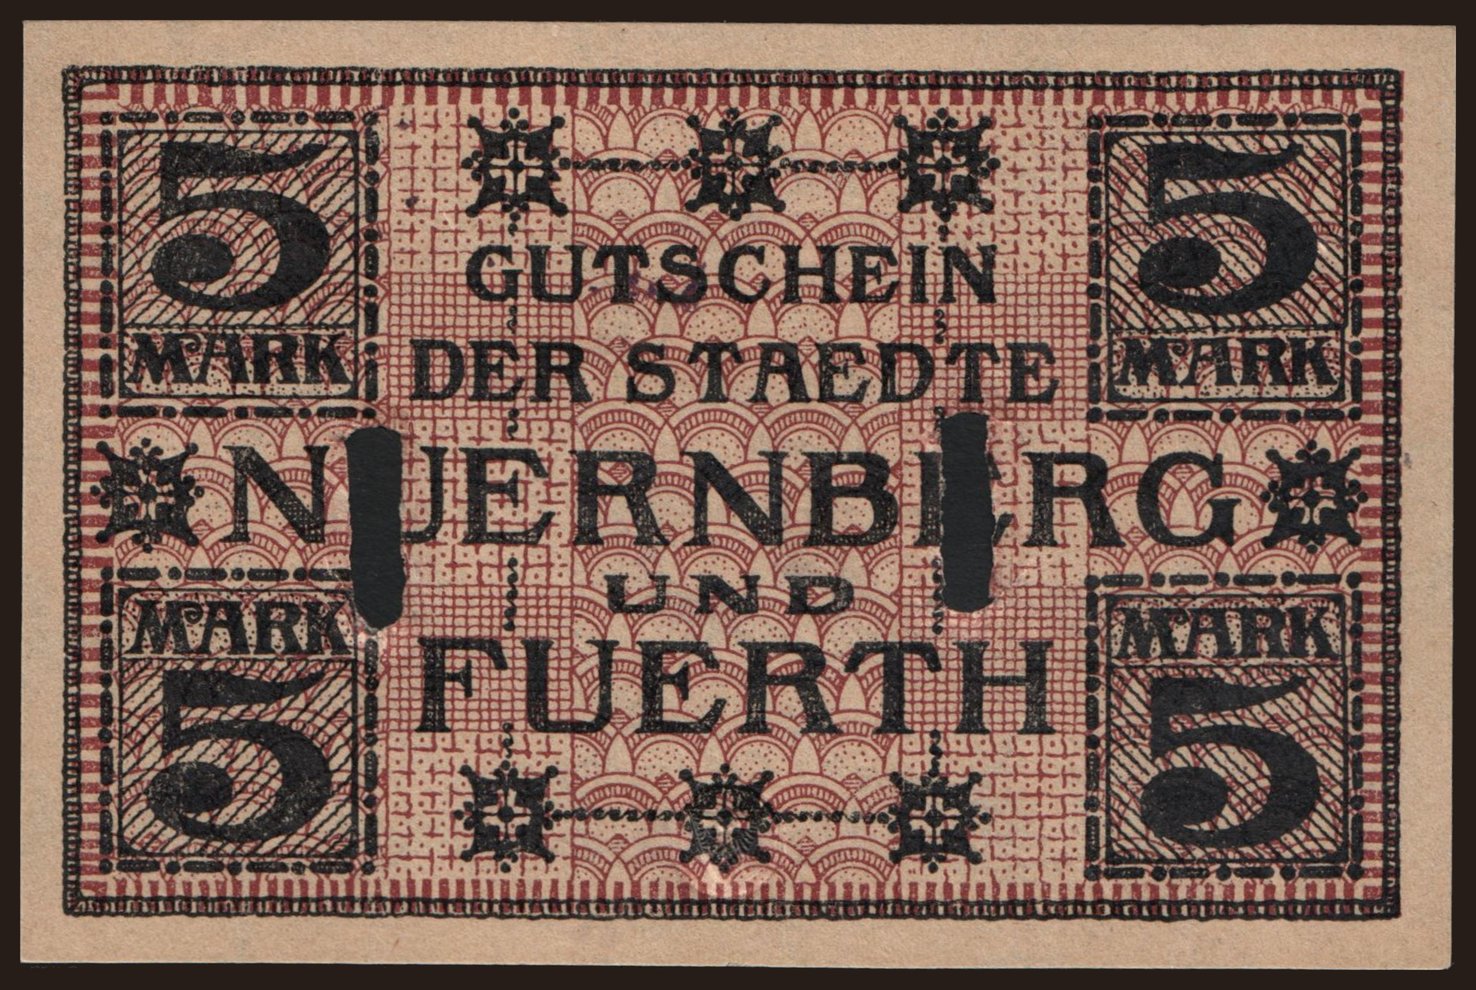 5 5
MARK MARK
GUTSCHEIN
DER STAEDTE
NUERNBERG
UND
FUERTH
MARK MARK
5 5